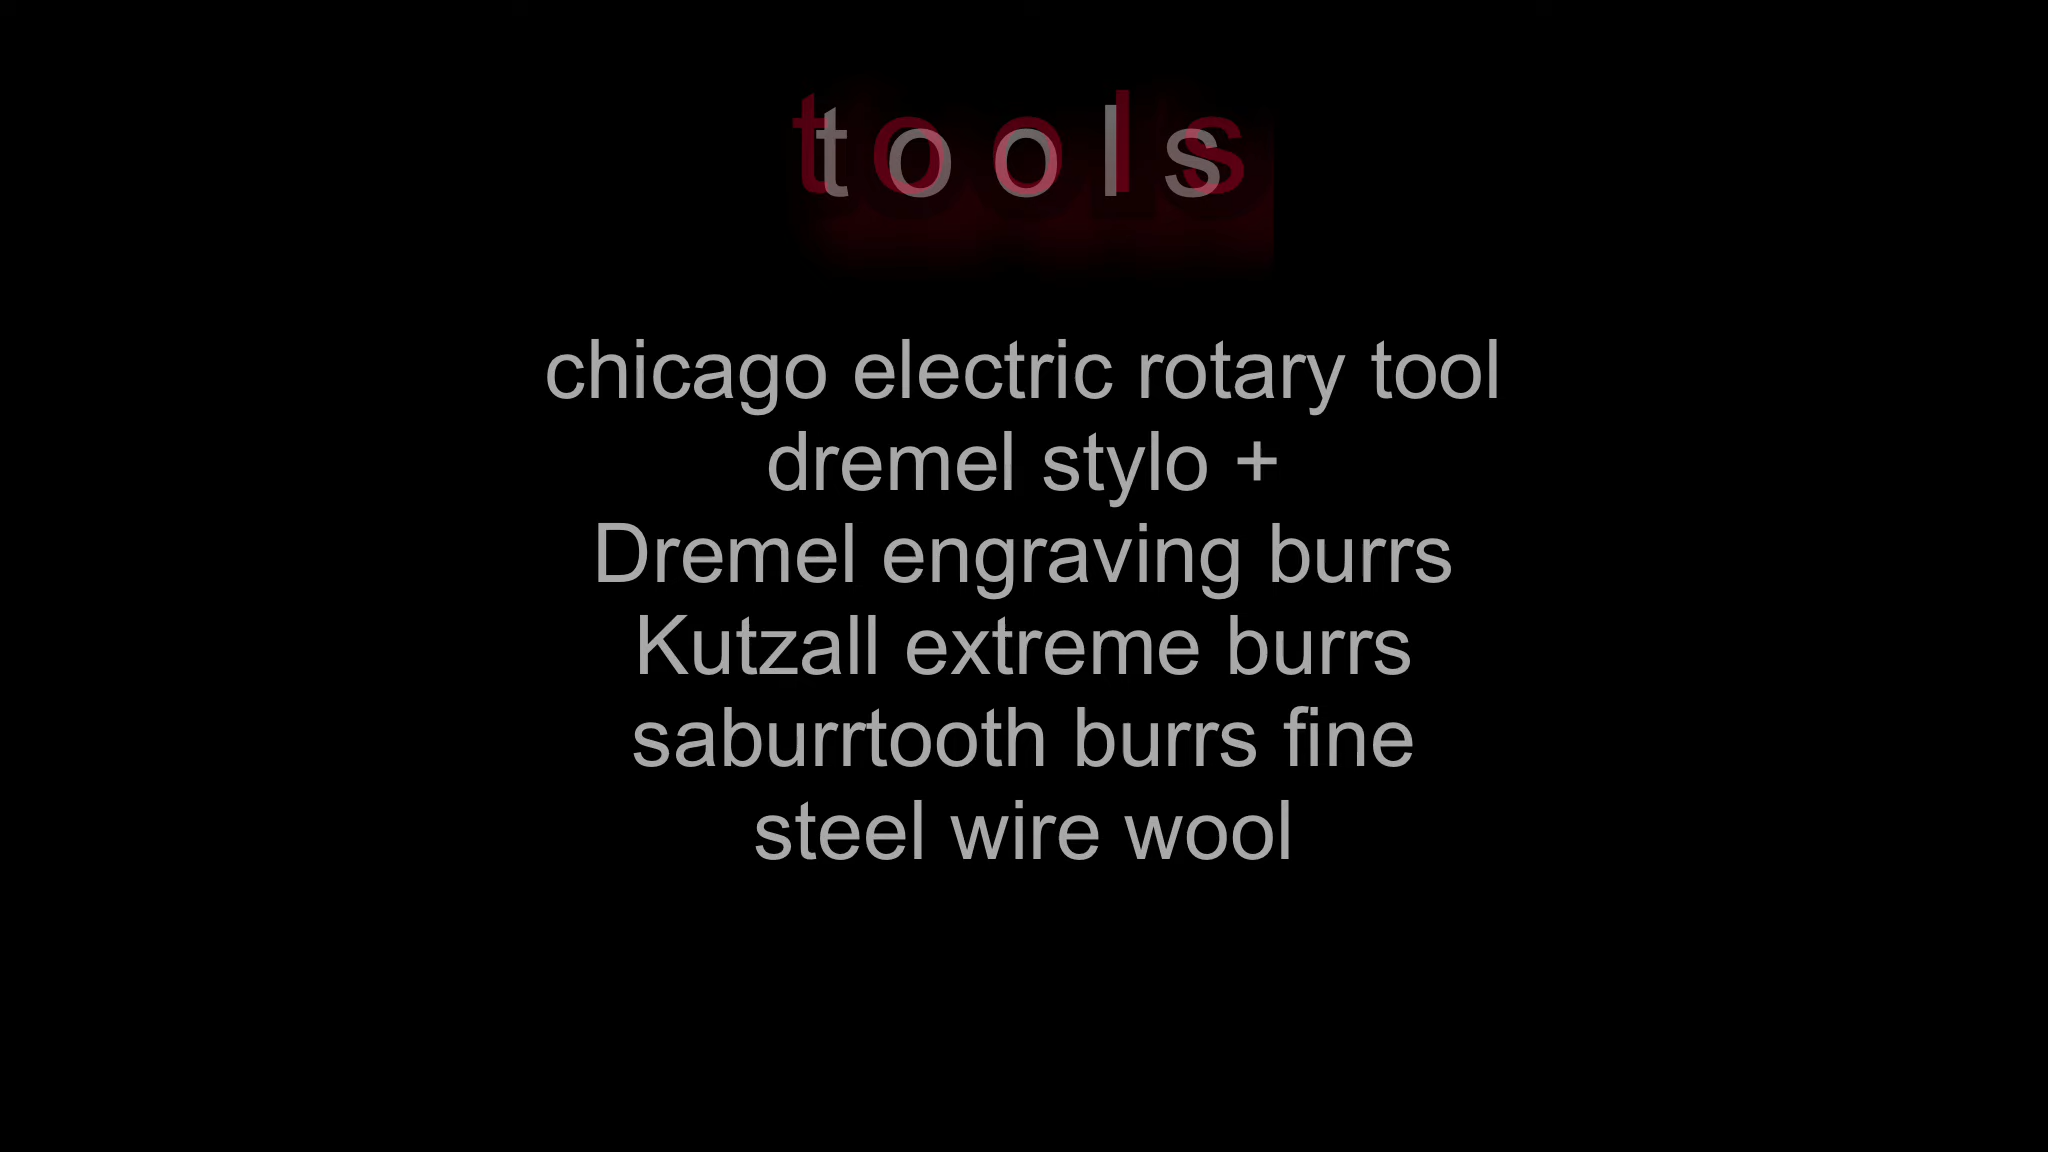 tools
chicago electric rotary tool
dremel stylo +
Dremel engraving burrs
Kutzall extreme burrs
saburrtooth burrs fine
steel wire wool